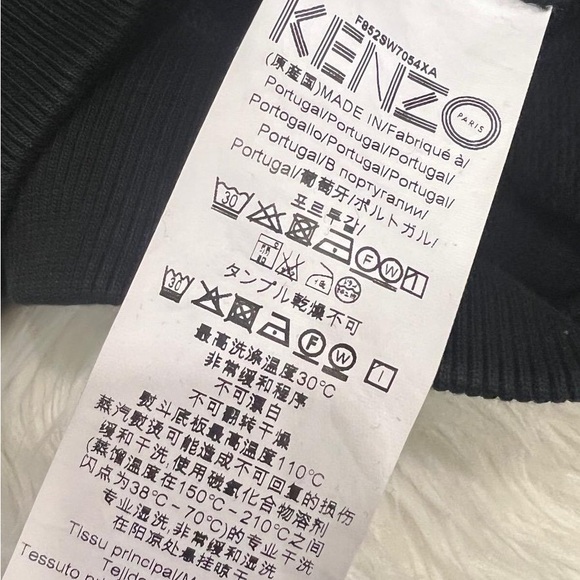 F852SW7054XA
KENZO
PARIS
(原産国)MADE IN/Fabriqué à/
Portugal/Portugal/Portugal/
Portogallo/Portugal/Portugal/
Portugal/В португалии/
Portugal/葡萄牙/ポルトガル/
포르투갈/
30 F W
タンブル乾燥不可
30 F W
最高洗涤温度30°C
非常缓和程序
不可漂白
不可翻转干燥
熨斗底板最高温度110°C
蒸汽熨烫可能造成不可回复的损伤
缓和干洗,使用碳氢化合物溶剂
(蒸馏温度在150°C-210°C之间
闪点为38°C-70°C)的专业干洗
专业湿洗,非常缓和湿洗
在阴凉处悬挂晾干
Tissu principal/
Tessuto